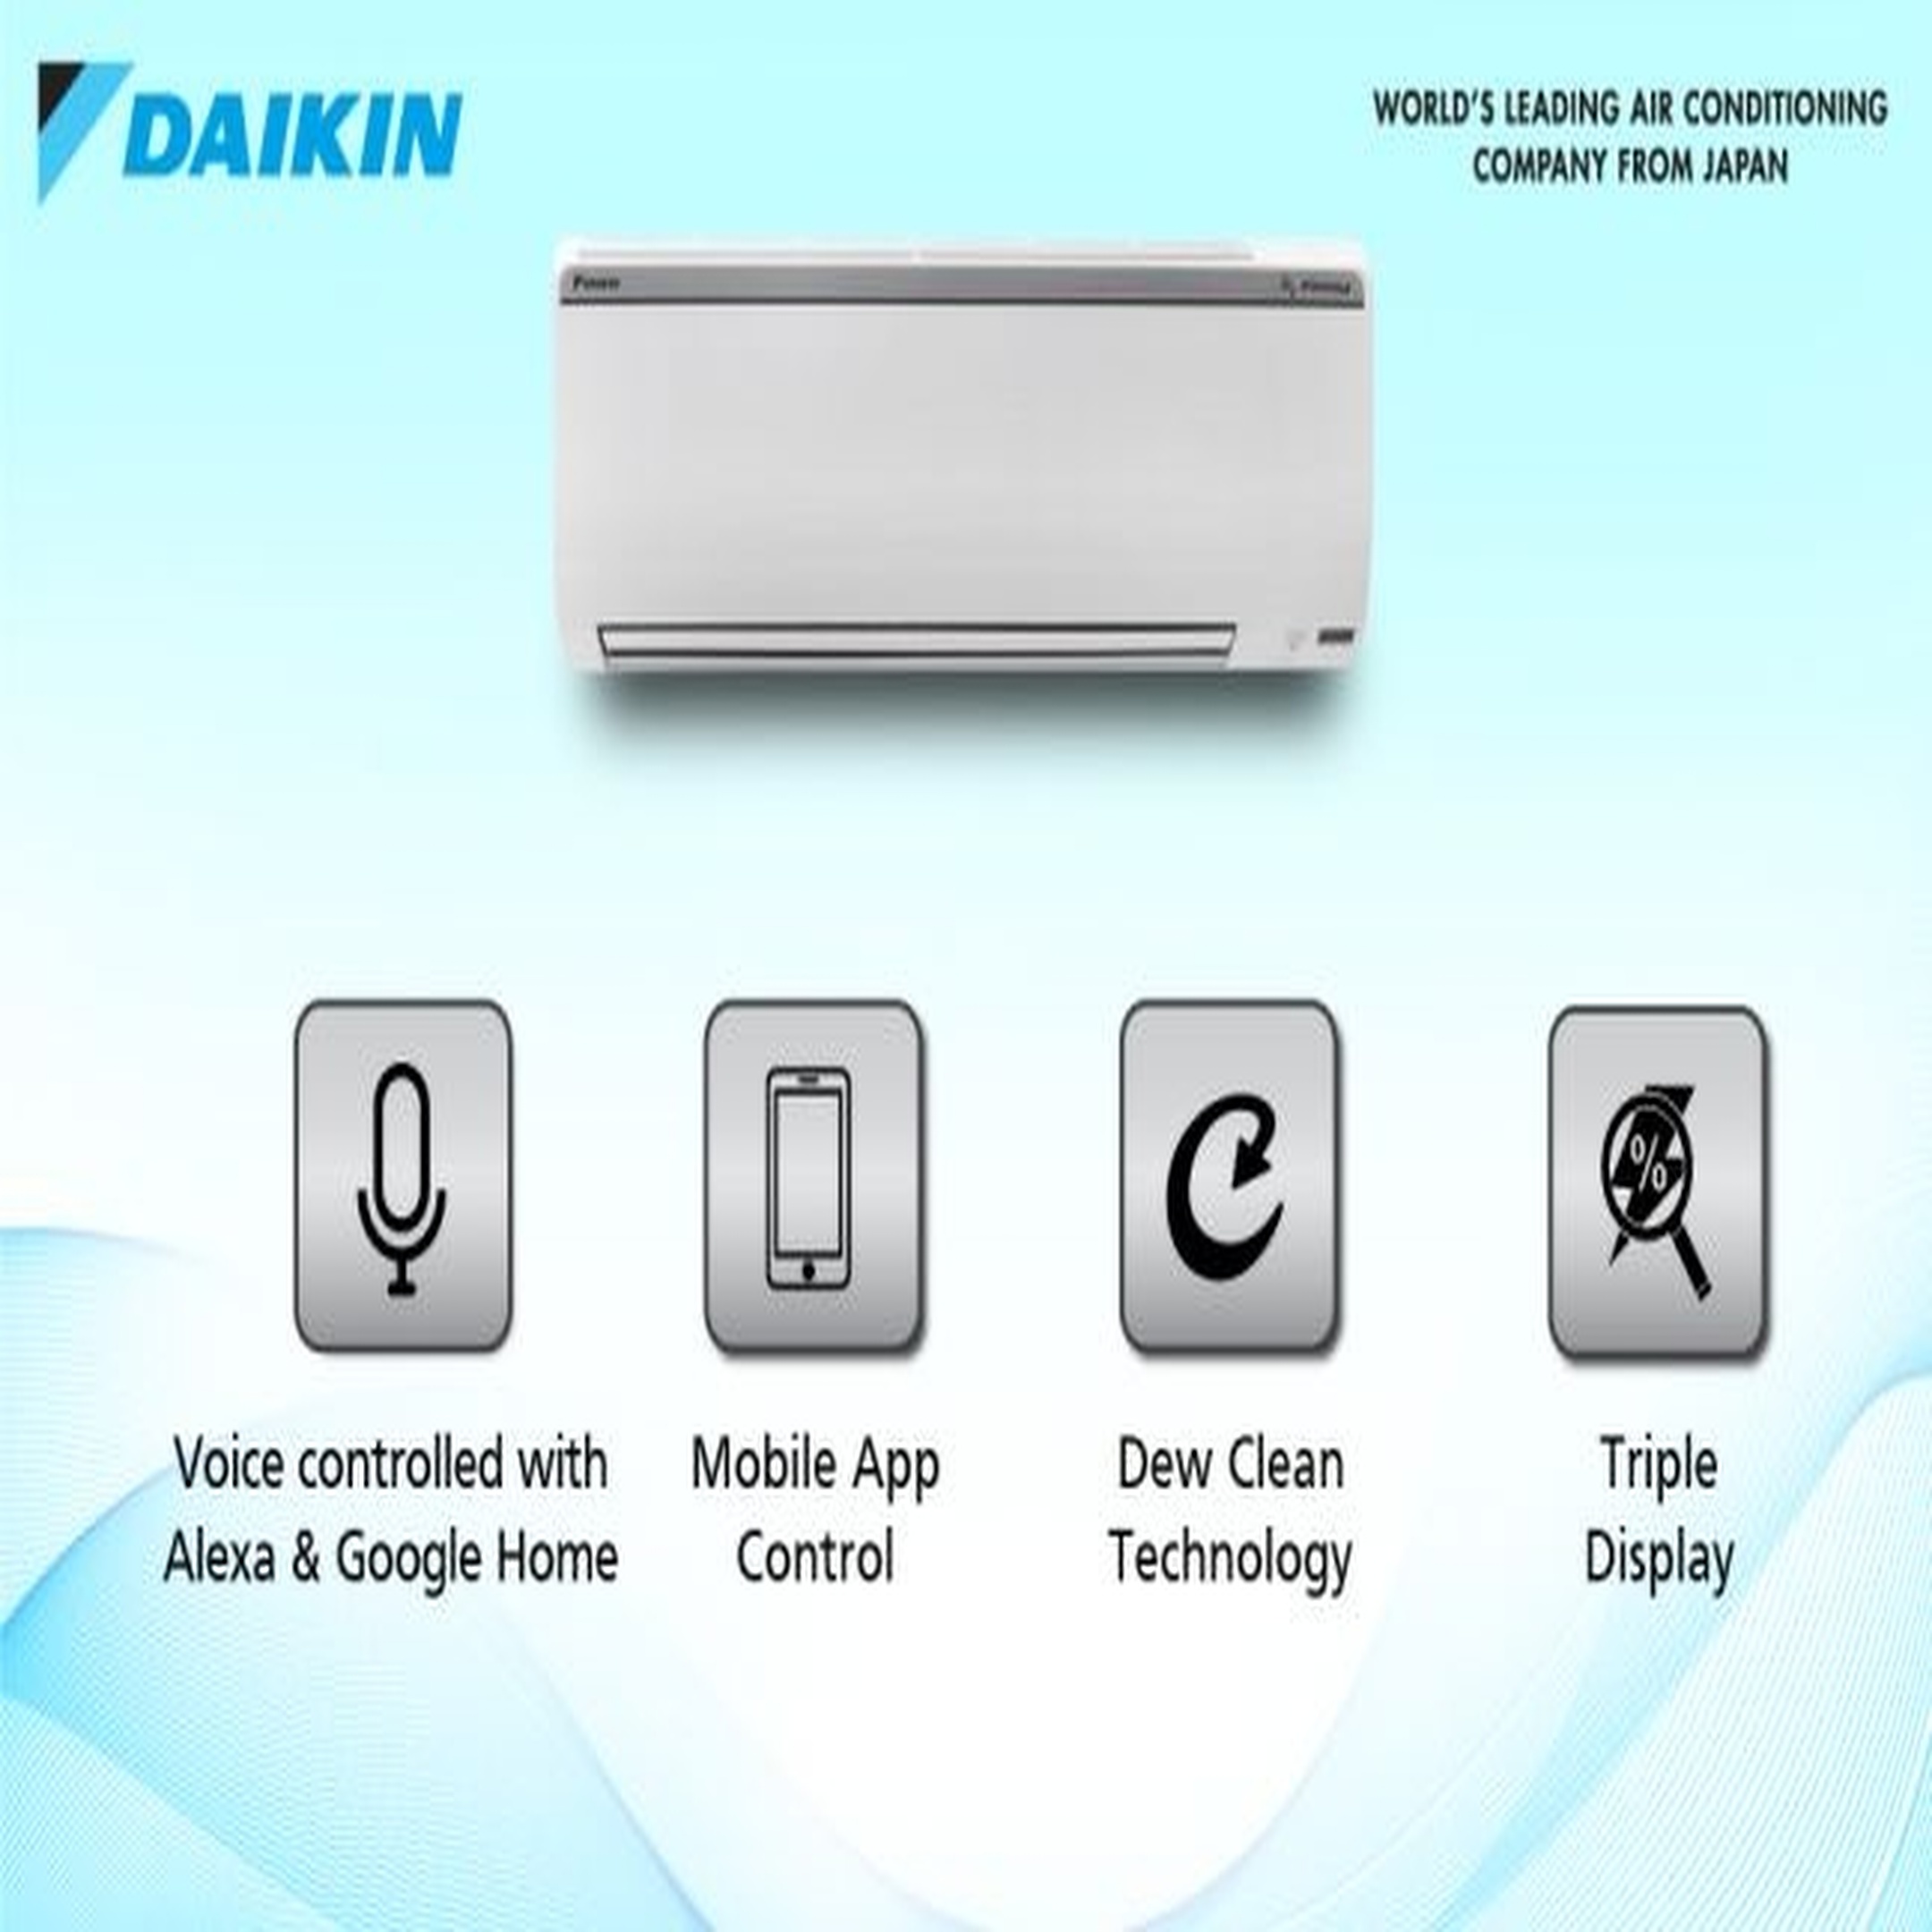 DAIKIN
WORLD'S LEADING AIR CONDITIONING
COMPANY FROM JAPAN
%
Voice controlled with
Alexa & Google Home
Mobile App
Control
Dew Clean
Technology
Triple
Display